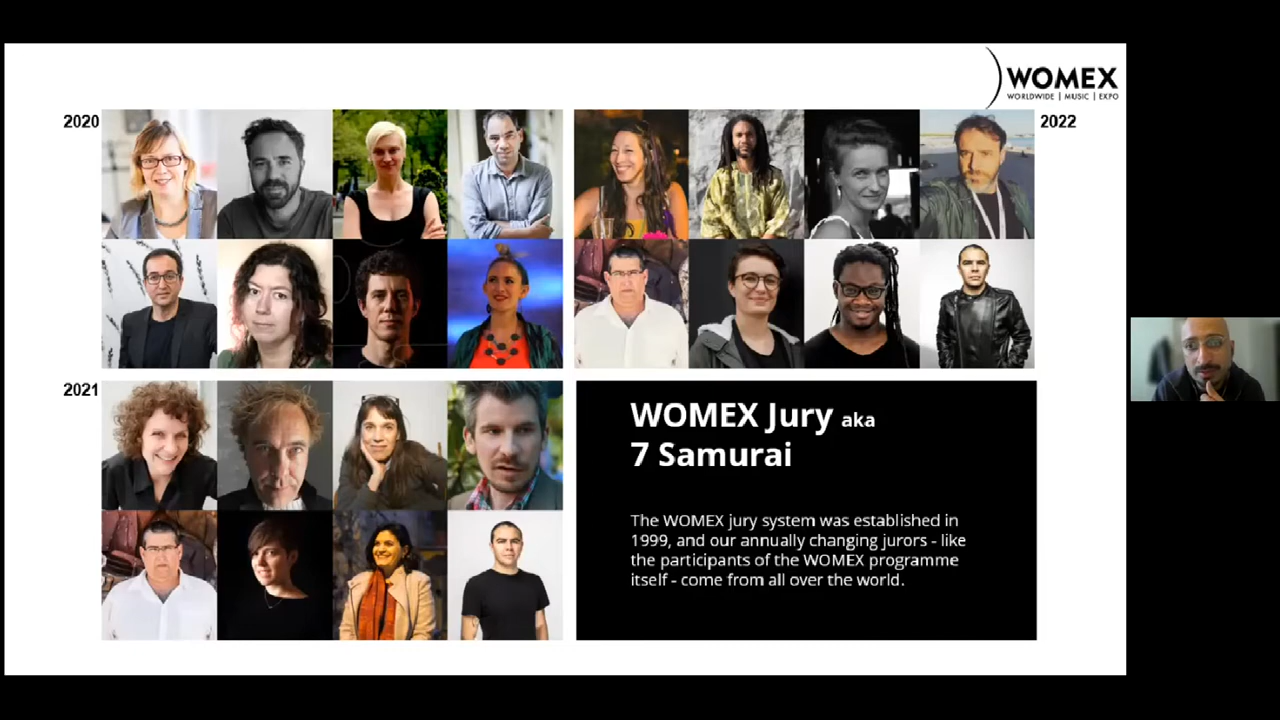 WOMEX
WORLDWIDE | MUSIC | EXPO
2020
2022
2021
WOMEX Jury aka
7 Samurai
The WOMEX jury system was established in
1999, and our annually changing jurors - like
the participants of the WOMEX programme
itself - come from all over the world.